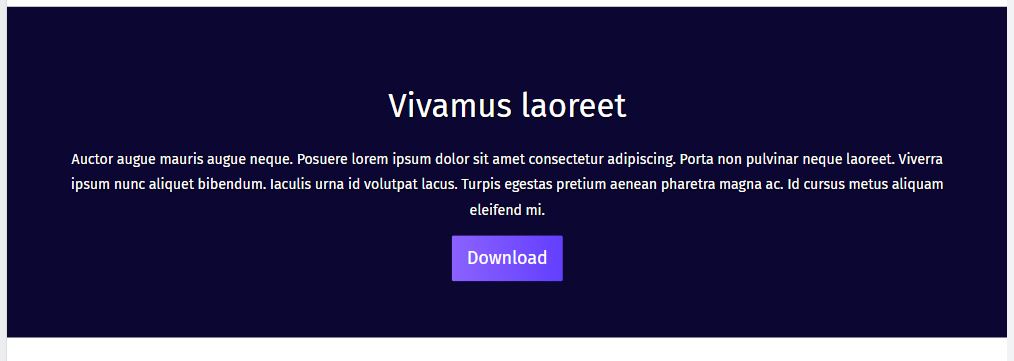 Vivamus laoreet
Auctor augue mauris augue neque. Posuere lorem ipsum dolor sit amet consectetur adipiscing. Porta non pulvinar neque laoreet. Viverra
ipsum nunc aliquet bibendum. Iaculis urna id volutpat lacus. Turpis egestas pretium aenean pharetra magna ac. Id cursus metus aliquam
eleifend mi.
Download